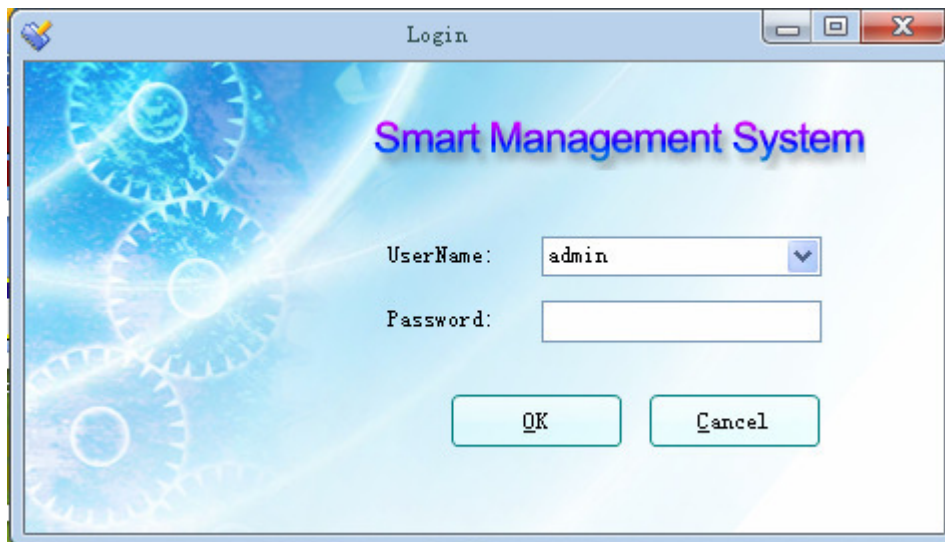 Login
Smart Management System
UserName: admin
Password:
OK Cancel